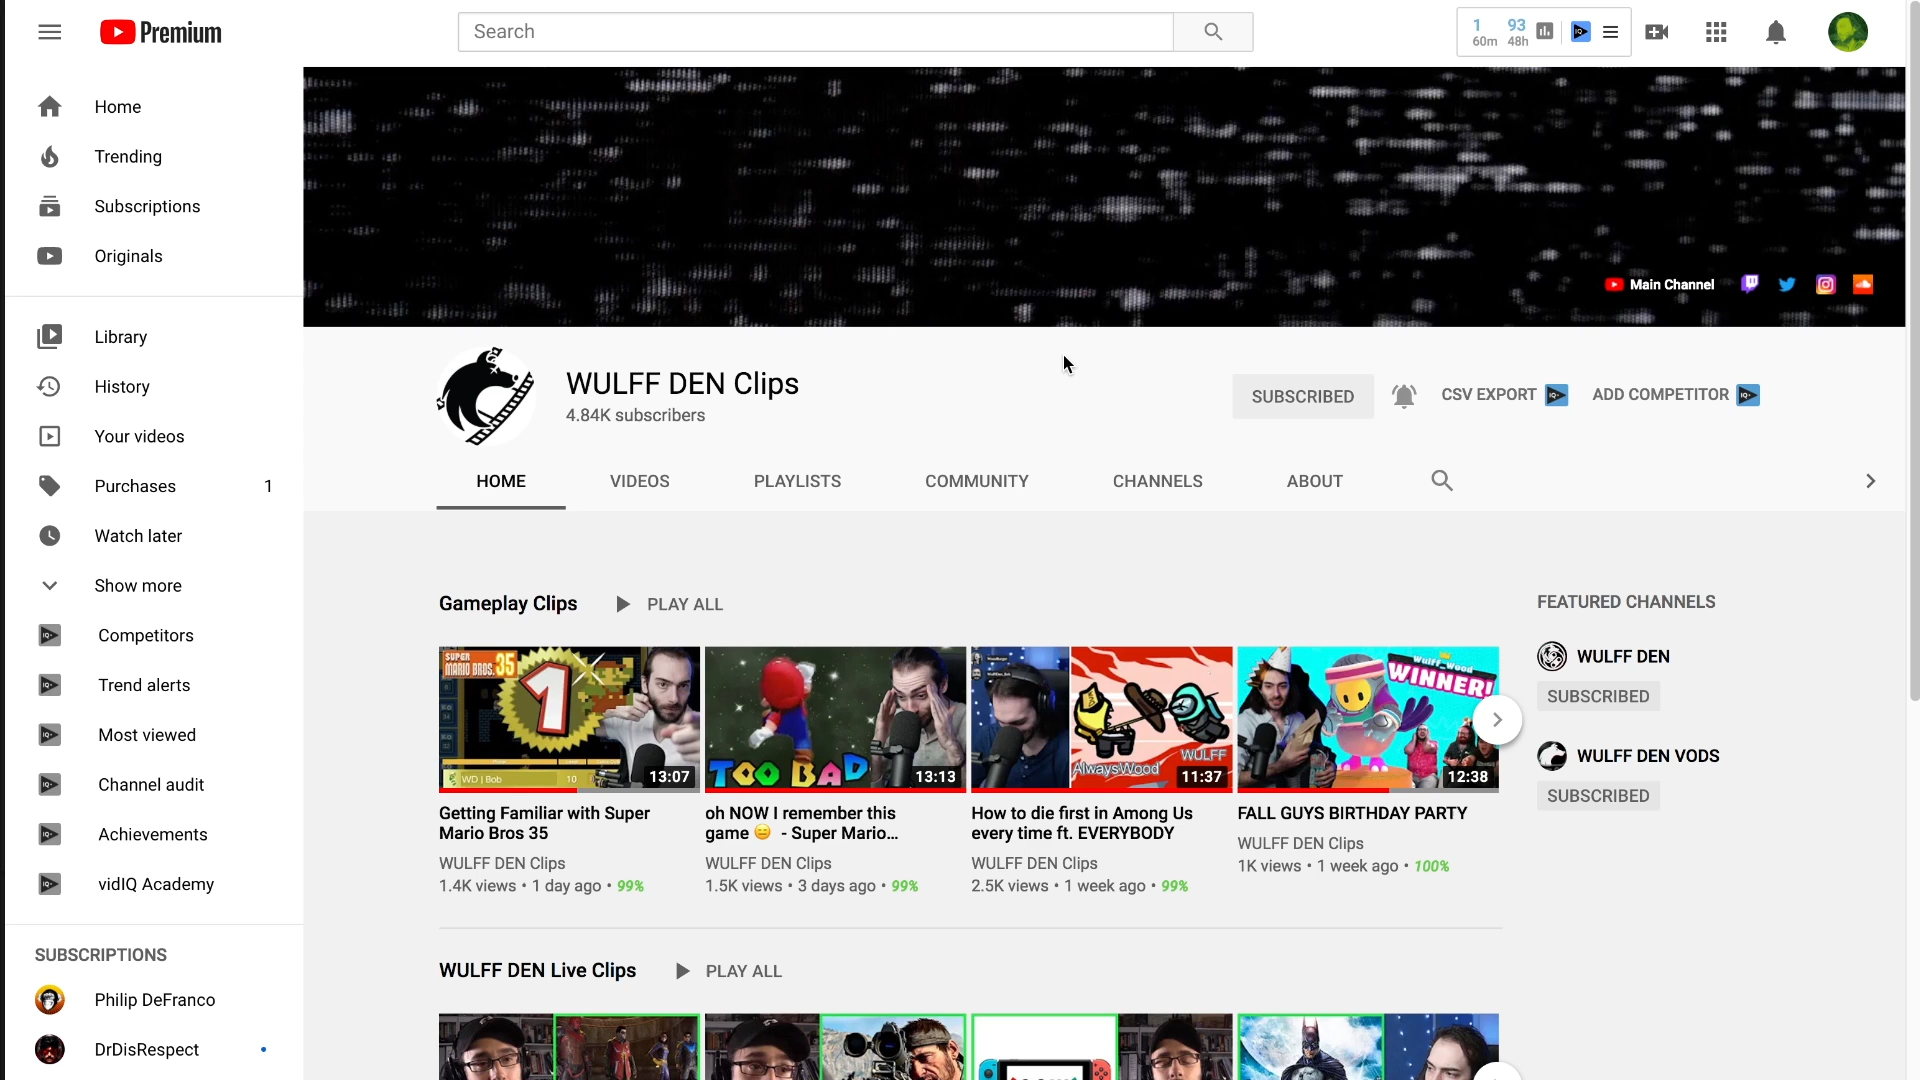 Premium
Search
1 93
60m 48h
Home
Trending
Subscriptions
Originals
Library
History
Your videos
Purchases 1
Watch later
Show more
Competitors
Trend alerts
Most viewed
Channel audit
Achievements
vidIQ Academy
SUBSCRIPTIONS
Philip DeFranco
DrDisRespect
Main Channel
WULFF DEN Clips
4.84K subscribers
SUBSCRIBED
CSV EXPORT IQ
ADD COMPETITOR IQ
HOME VIDEOS PLAYLISTS COMMUNITY CHANNELS ABOUT
Gameplay Clips PLAY ALL
SUPER
MARIO BROS. 35
1
WD | Bob 10
13:07
Getting Familiar with Super
Mario Bros 35
WULFF DEN Clips
1.4K views • 1 day ago • 99%
TOO BAD
13:13
oh NOW I remember this
game 😑 - Super Mario...
WULFF DEN Clips
1.5K views • 3 days ago • 99%
AlwaysWood
WULFF
11:37
How to die first in Among Us
every time ft. EVERYBODY
WULFF DEN Clips
2.5K views • 1 week ago • 99%
Wulff_Wood
WINNER!
12:38
FALL GUYS BIRTHDAY PARTY
WULFF DEN Clips
1K views • 1 week ago • 100%
FEATURED CHANNELS
WULFF DEN
SUBSCRIBED
WULFF DEN VODS
SUBSCRIBED
WULFF DEN Live Clips PLAY ALL